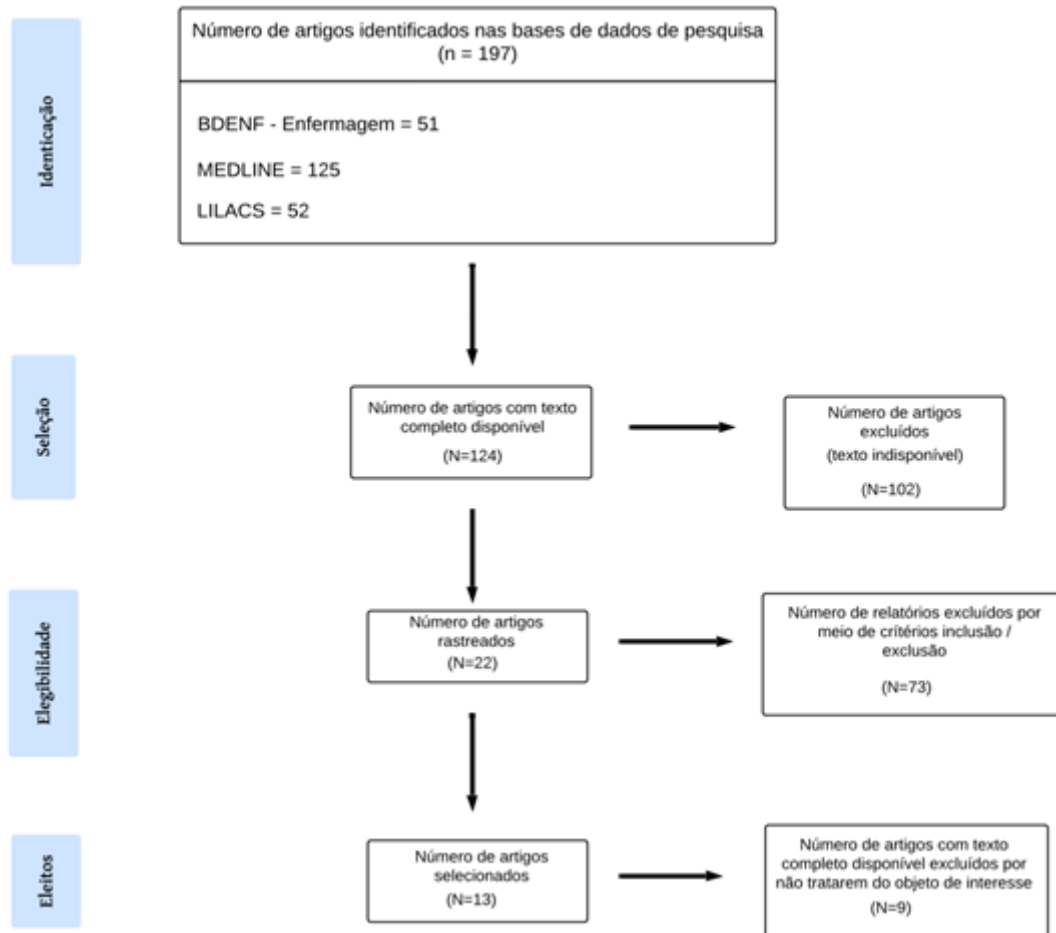 Identicação
Número de artigos identificados nas bases de dados de pesquisa
(n = 197)
BDENF - Enfermagem = 51
MEDLINE = 125
LILACS = 52
Seleção
Número de artigos com texto
completo disponível
(N=124)
Número de artigos
excluídos
(texto indisponível)
(N=102)
Elegibilidade
Número de artigos
rastreados
(N=22)
Número de relatórios excluídos por
meio de critérios inclusão /
exclusão
(N=73)
Eleitos
Número de artigos
selecionados
(N=13)
Número de artigos com texto
completo disponível excluídos por
não tratarem do objeto de interesse
(N=9)